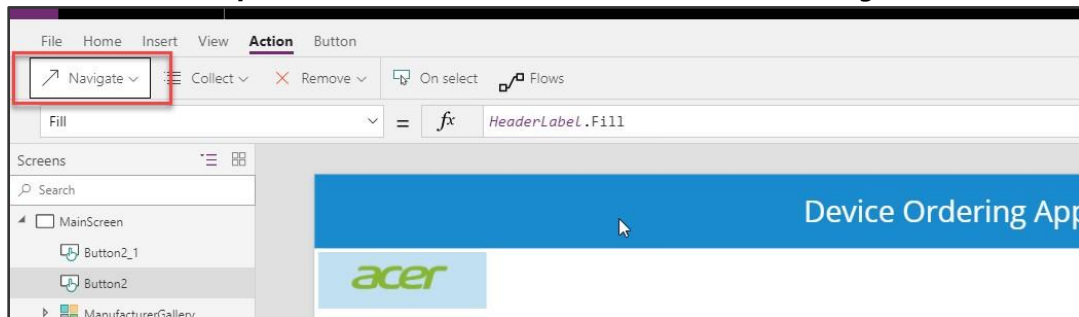 File Home Insert View Action Button
Navigate Collect Remove On select Flows
Fill = fx HeaderLabel.Fill
Screens
Search
MainScreen
Device Ordering App
Button2_1
Button2
acer
ManufacturerGallery